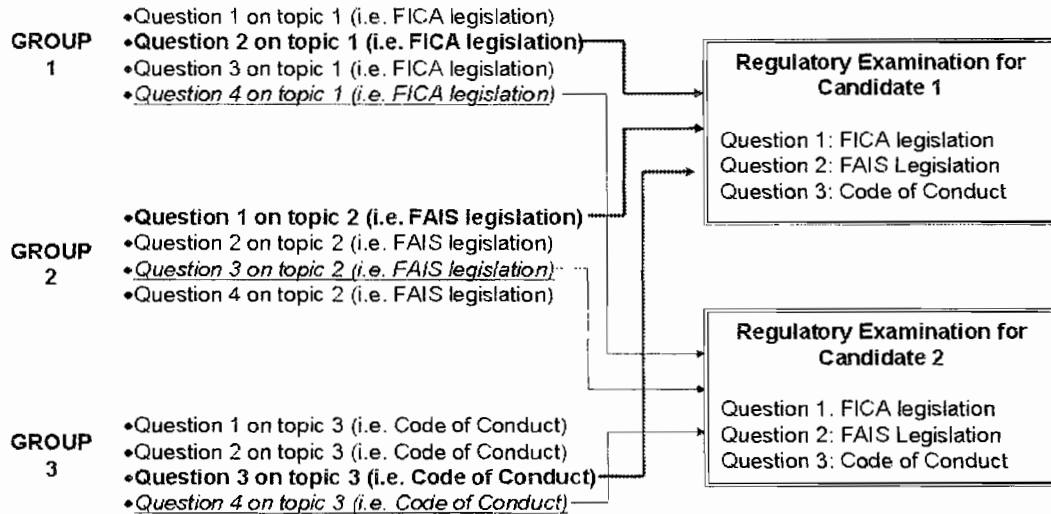 GROUP
1
•Question 1 on topic 1 (i.e. FICA legislation)
•Question 2 on topic 1 (i.e. FICA legislation)
•Question 3 on topic 1 (i.e. FICA legislation)
•Question 4 on topic 1 (i.e. FICA legislation)
GROUP
2
•Question 1 on topic 2 (i.e. FAIS legislation)
•Question 2 on topic 2 (i.e. FAIS legislation)
•Question 3 on topic 2 (i.e. FAIS legislation)
•Question 4 on topic 2 (i.e. FAIS legislation)
GROUP
3
•Question 1 on topic 3 (i.e. Code of Conduct)
•Question 2 on topic 3 (i.e. Code of Conduct)
•Question 3 on topic 3 (i.e. Code of Conduct)
•Question 4 on topic 3 (i.e. Code of Conduct)
Regulatory Examination for
Candidate 1
Question 1: FICA legislation
Question 2: FAIS Legislation
Question 3: Code of Conduct
Regulatory Examination for
Candidate 2
Question 1. FICA legislation
Question 2: FAIS Legislation
Question 3: Code of Conduct